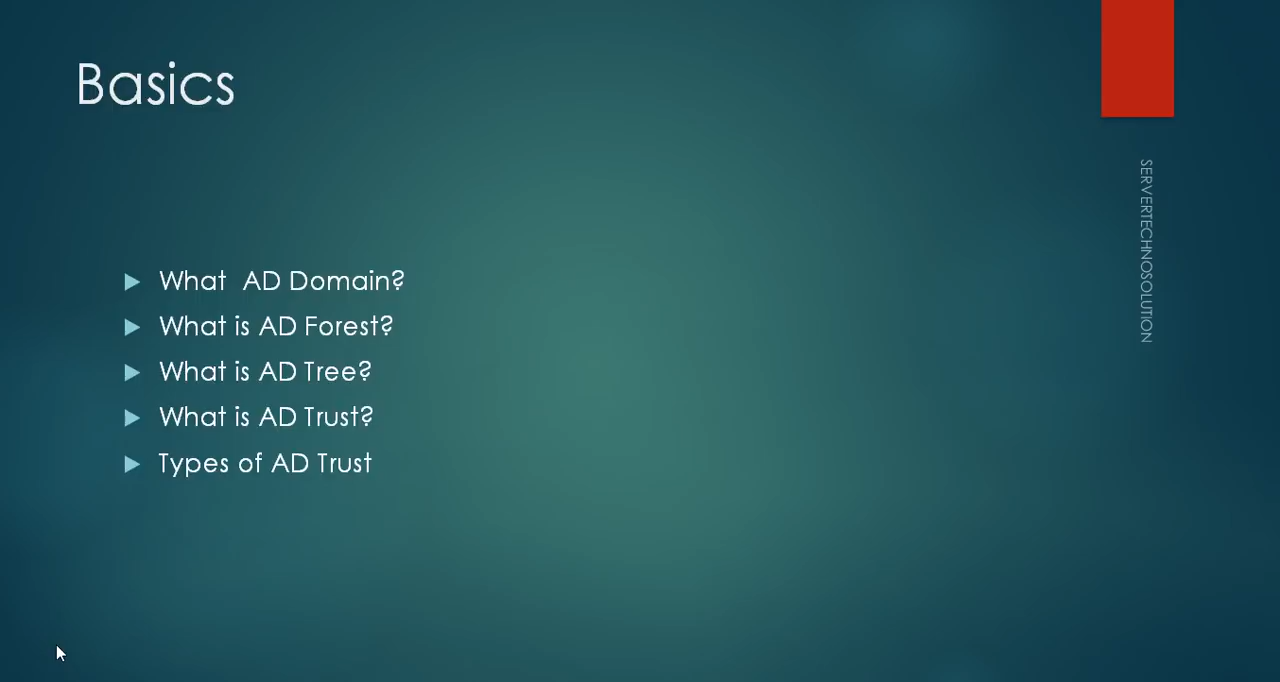 Basics
What  AD Domain?
What is AD Forest?
What is AD Tree?
What is AD Trust?
Types of AD Trust
SERVERTECHNOSOLUTION